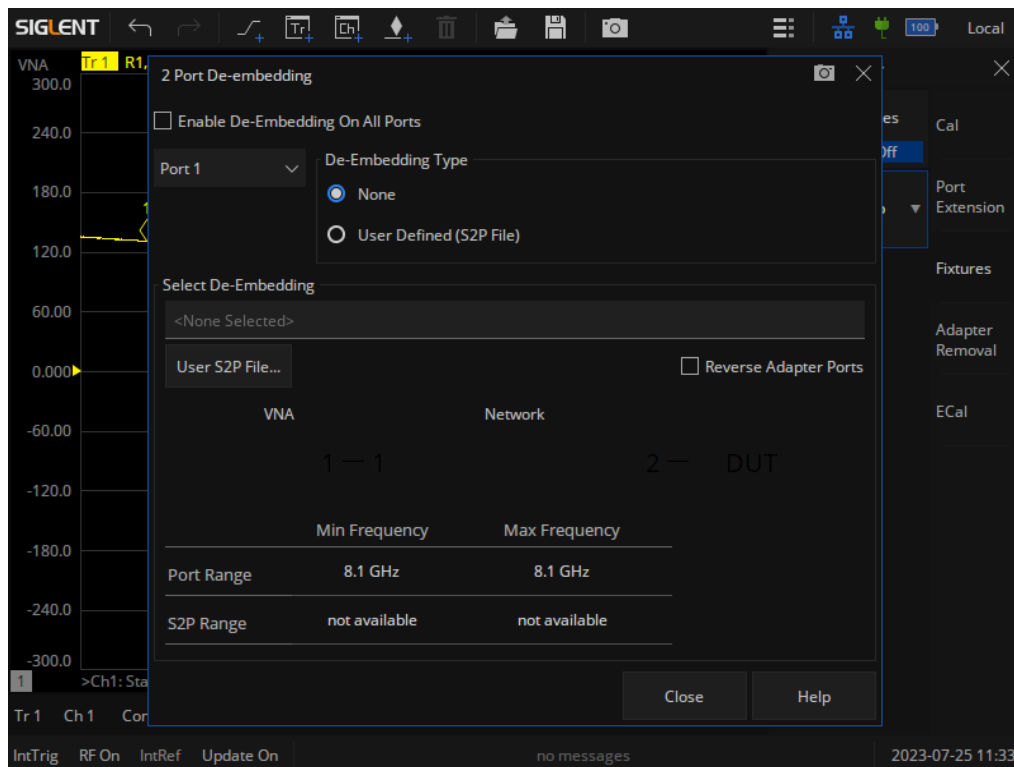 SIGLENT Tr Ch 100 Local
VNA Tr 1 R1,
300.0
240.0
180.0
120.0
60.00
0.000
-60.00
-120.0
-180.0
-240.0
-300.0
2 Port De-embedding
Enable De-Embedding On All Ports
Port 1
De-Embedding Type
None
User Defined (S2P File)
Select De-Embedding
<None Selected>
User S2P File...
Reverse Adapter Ports
VNA Network
1 — 1 2 — DUT
Min Frequency Max Frequency
Port Range 8.1 GHz 8.1 GHz
S2P Range not available not available
Close Help
es
Off
Cal
Port
Extension
Fixtures
Adapter
Removal
ECal
1 >Ch1: Sta
Tr 1 Ch 1 Cor
IntTrig RF On IntRef Update On no messages 2023-07-25 11:33